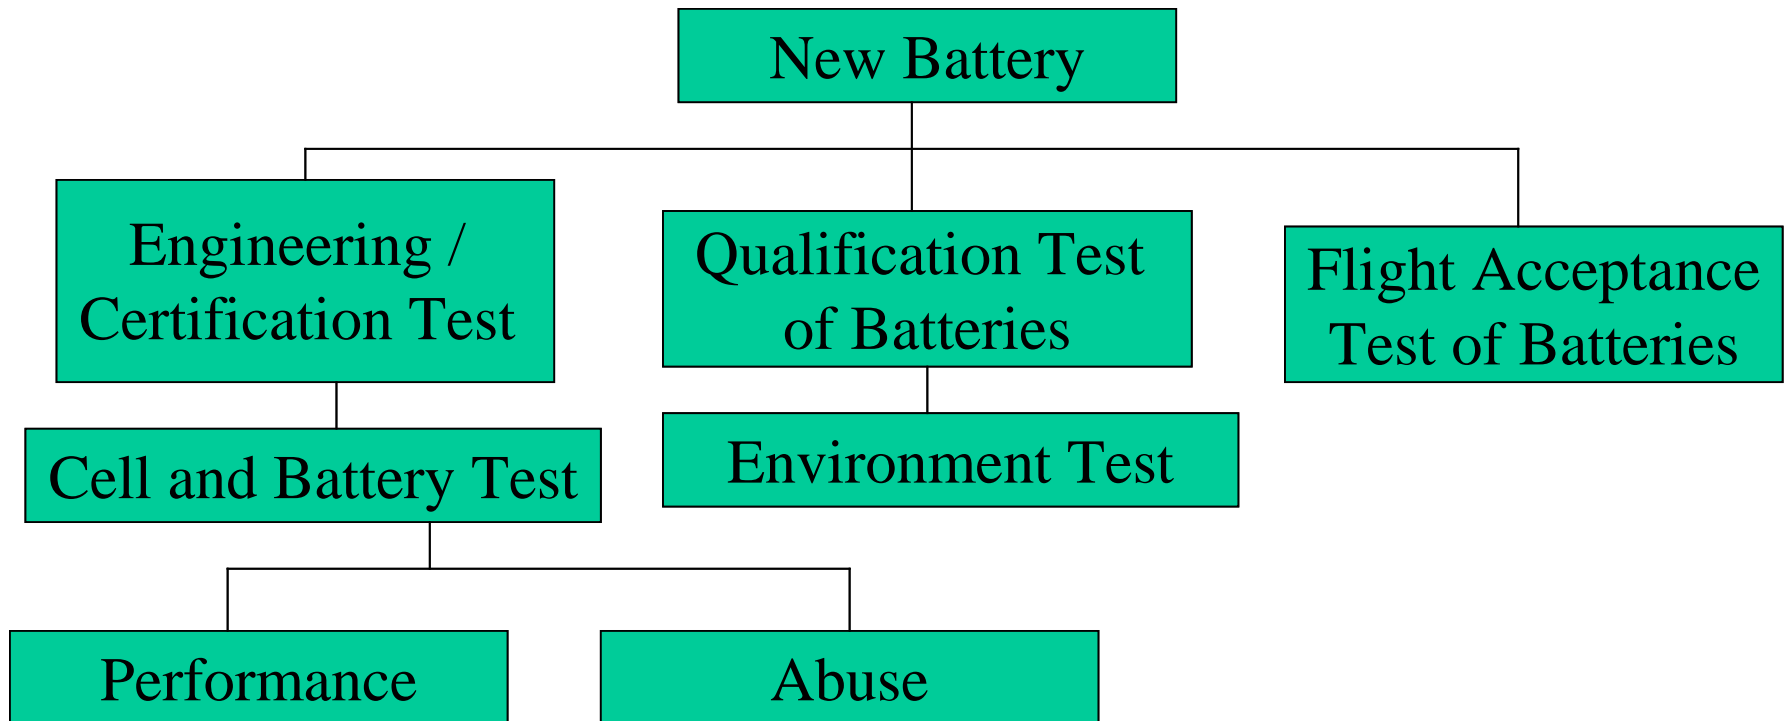 New Battery
Engineering /
Certification Test
Qualification Test
of Batteries
Flight Acceptance
Test of Batteries
Cell and Battery Test
Environment Test
Performance
Abuse